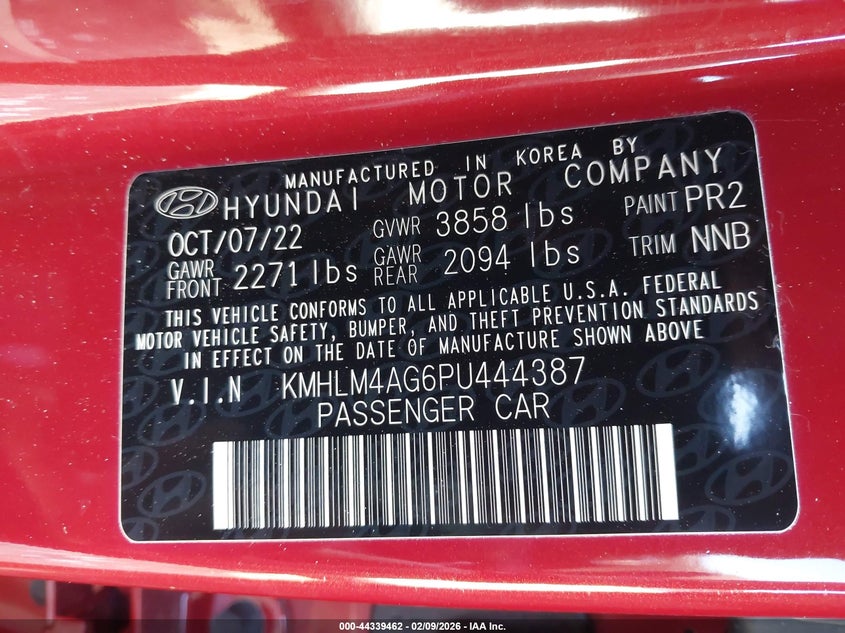 MANUFACTURED IN KOREA BY
HYUNDAI MOTOR COMPANY
OCT/07/22 GVWR 3858 lbs PAINT PR2
GAWR FRONT 2271 lbs GAWR REAR 2094 lbs TRIM NNB
THIS VEHICLE CONFORMS TO ALL APPLICABLE U.S.A. FEDERAL
MOTOR VEHICLE SAFETY, BUMPER, AND THEFT PREVENTION STANDARDS
IN EFFECT ON THE DATE OF MANUFACTURE SHOWN ABOVE
V.I.N KMHLM4AG6PU444387
PASSENGER CAR
000-44339462 - 02/09/2026 - IAA Inc.